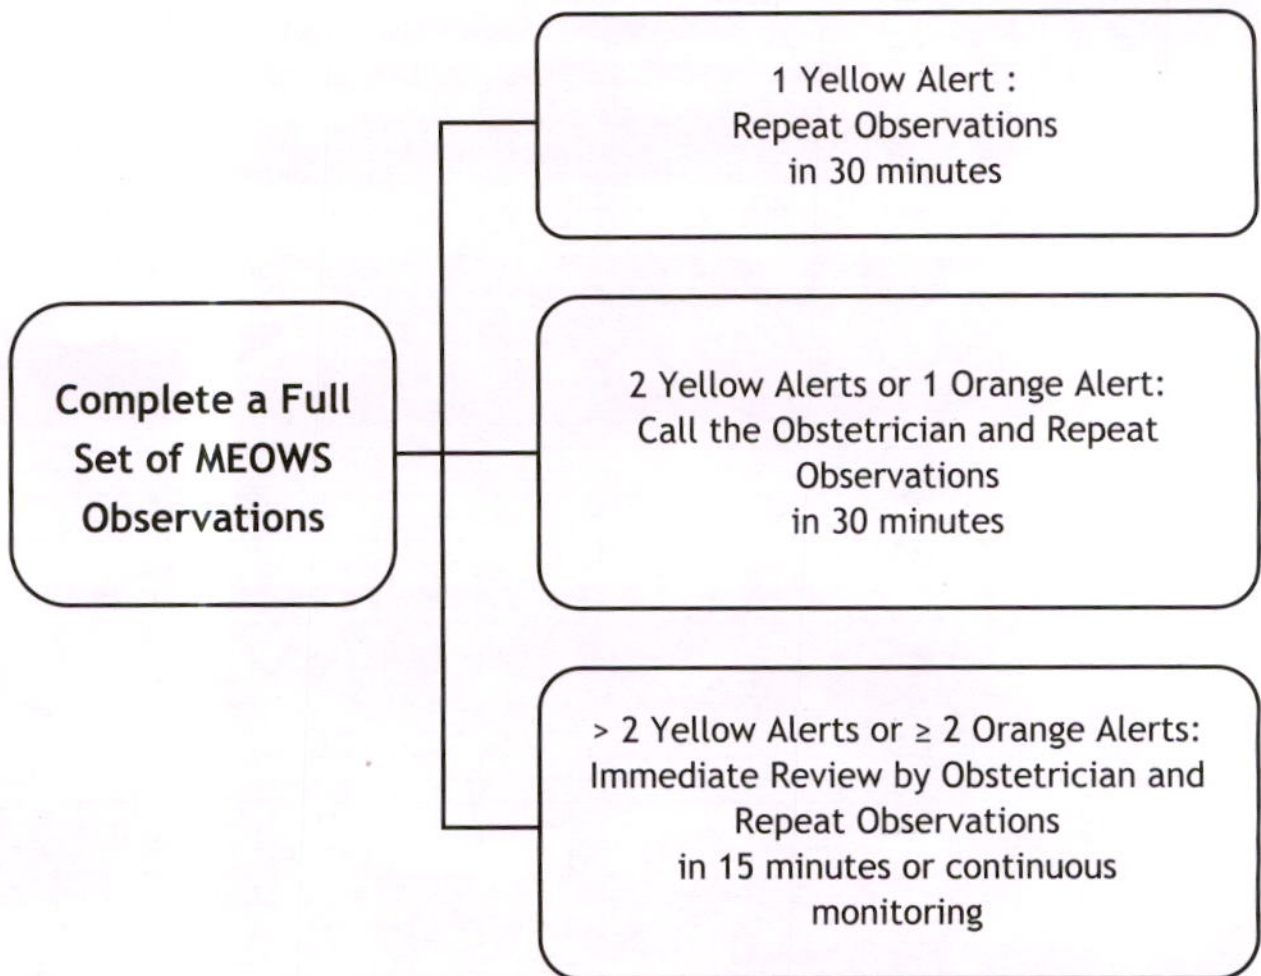 Complete a Full
Set of MEOWS
Observations
1 Yellow Alert :
Repeat Observations
in 30 minutes
2 Yellow Alerts or 1 Orange Alert:
Call the Obstetrician and Repeat
Observations
in 30 minutes
> 2 Yellow Alerts or ≥ 2 Orange Alerts:
Immediate Review by Obstetrician and
Repeat Observations
in 15 minutes or continuous
monitoring